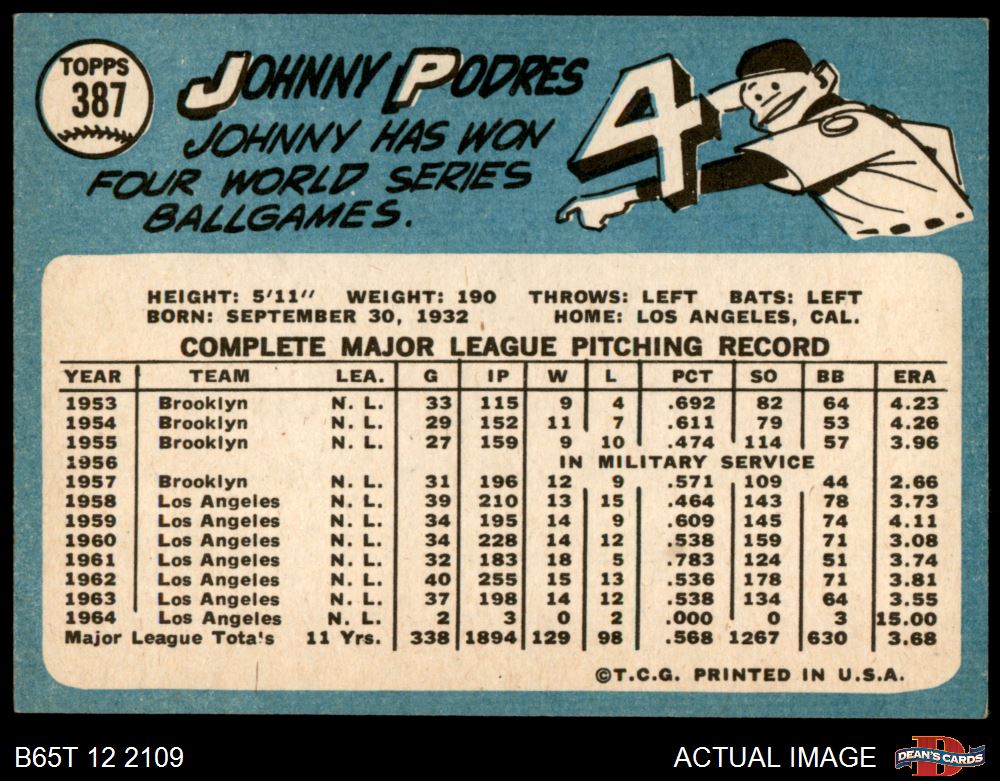 TOPPS
387
JOHNNY PODRES
JOHNNY HAS WON
FOUR WORLD SERIES
BALLGAMES.
4
HEIGHT: 5'11" WEIGHT: 190 THROWS: LEFT BATS: LEFT
BORN: SEPTEMBER 30, 1932 HOME: LOS ANGELES, CAL.
COMPLETE MAJOR LEAGUE PITCHING RECORD
YEAR TEAM LEA. G IP W L PCT SO BB ERA
1953 Brooklyn N. L. 33 115 9 4 .692 82 64 4.23
1954 Brooklyn N. L. 29 152 11 7 .611 79 53 4.26
1955 Brooklyn N. L. 27 159 9 10 .474 114 57 3.96
1956 IN MILITARY SERVICE
1957 Brooklyn N. L. 31 196 12 9 .571 109 44 2.66
1958 Los Angeles N. L. 39 210 13 15 .464 143 78 3.73
1959 Los Angeles N. L. 34 195 14 9 .609 145 74 4.11
1960 Los Angeles N. L. 34 228 14 12 .538 159 71 3.08
1961 Los Angeles N. L. 32 183 18 5 .783 124 51 3.74
1962 Los Angeles N. L. 40 255 15 13 .536 178 71 3.81
1963 Los Angeles N. L. 37 198 14 12 .538 134 64 3.55
1964 Los Angeles N. L. 2 3 0 2 .000 0 3 15.00
Major League Tota's 11 Yrs. 338 1894 129 98 .568 1267 630 3.68
©T.C.G. PRINTED IN U.S.A.
B65T 12 2109 ACTUAL IMAGE
D
DEAN'S CARDS